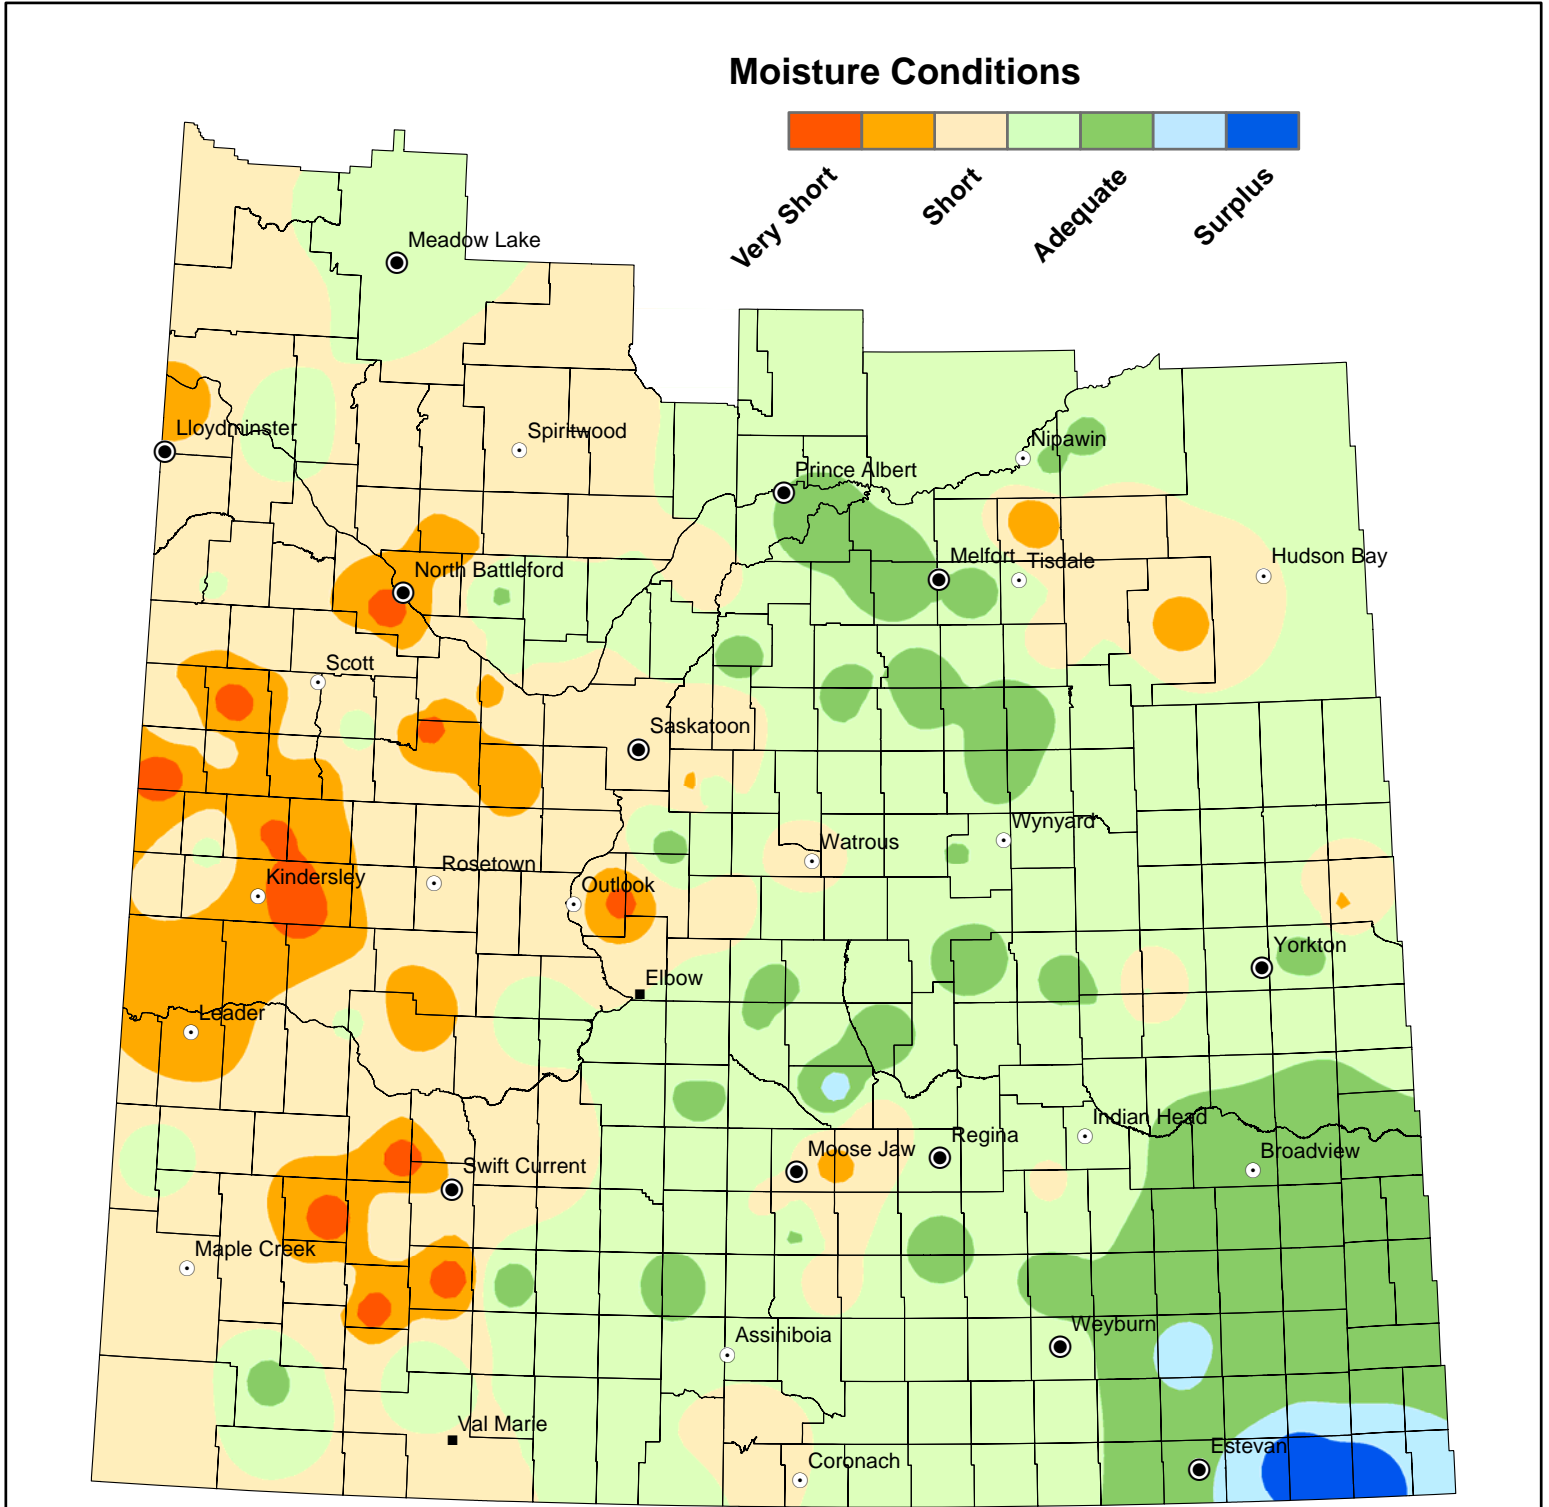 Moisture Conditions
Very Short
Short
Adequate
Surplus
Meadow Lake
Lloydminster
Spiritwood
Nipawin
Prince Albert
Melfort
Tisdale
Hudson Bay
North Battleford
Scott
Saskatoon
Wynyard
Watrous
Rosetown
Kindersley
Outlook
Yorkton
Elbow
Leader
Indian Head
Regina
Moose Jaw
Broadview
Swift Current
Maple Creek
Weyburn
Assiniboia
Val Marie
Estevan
Coronach